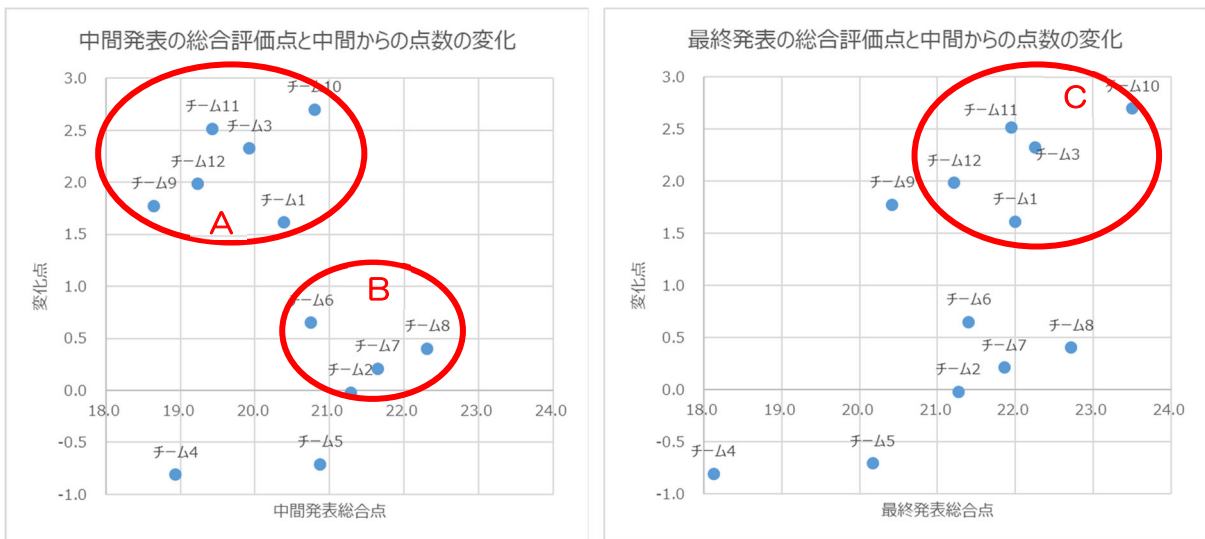 中間発表の総合評価点と中間からの点数の変化
3.0
2.5
2.0
1.5
1.0
0.5
0.0
-0.5
-1.0
変化点
チーム10
チーム11
チーム3
チーム12
チーム9
チーム1
A
B
チーム6
チーム8
チーム7
チーム2
18.0 19.0 20.0 21.0 22.0 23.0 24.0
チーム5
チーム4
中間発表総合点
最終発表の総合評価点と中間からの点数の変化
3.0
2.5
2.0
1.5
1.0
0.5
0.0
-0.5
-1.0
変化点
C
チーム10
チーム11
チーム3
チーム12
チーム9
チーム1
チーム6
チーム8
チーム7
チーム2
18.0 19.0 20.0 21.0 22.0 23.0 24.0
チーム5
チーム4
最終発表総合点